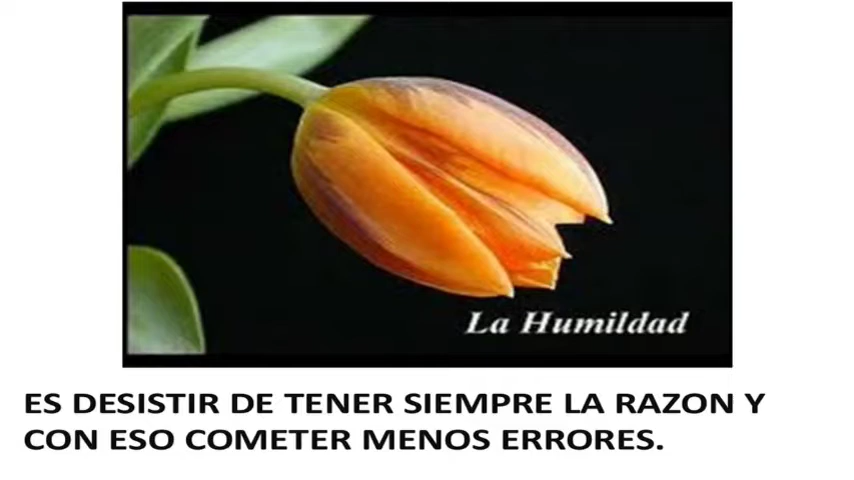 La Humildad
ES DESISTIR DE TENER SIEMPRE LA RAZON Y
CON ESO COMETER MENOS ERRORES.